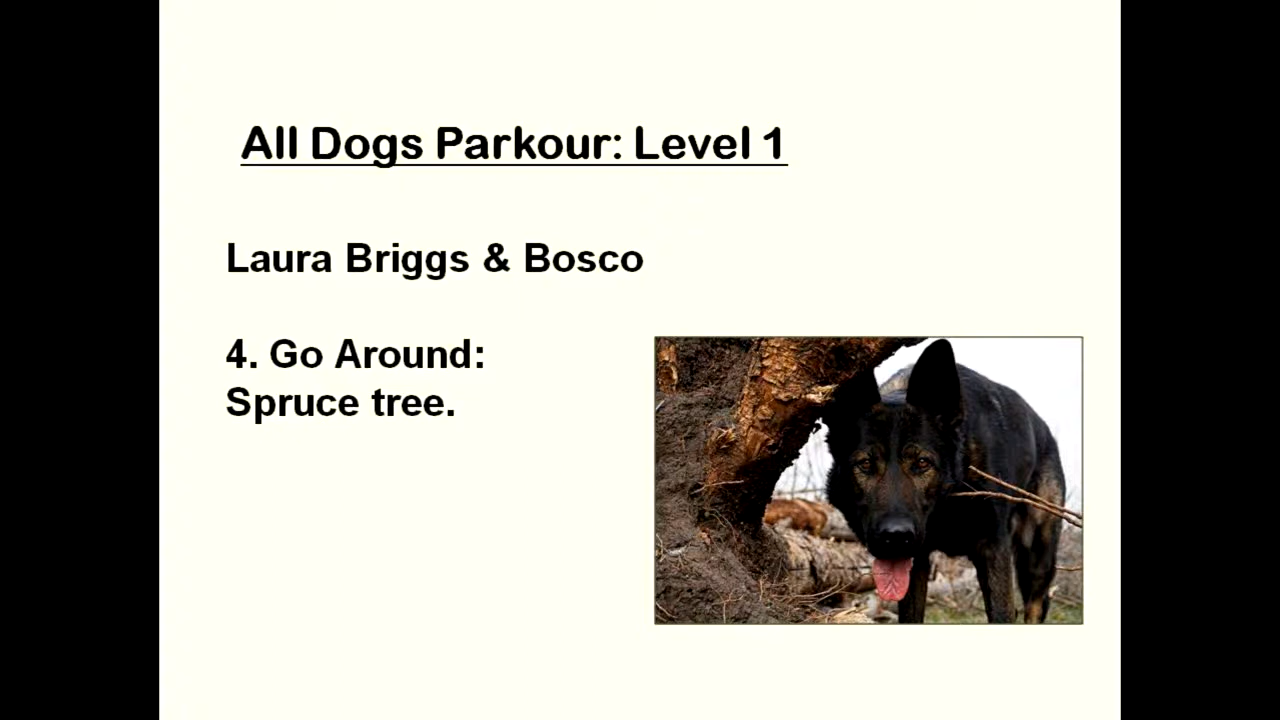 All Dogs Parkour: Level 1
Laura Briggs & Bosco
4. Go Around:
Spruce tree.